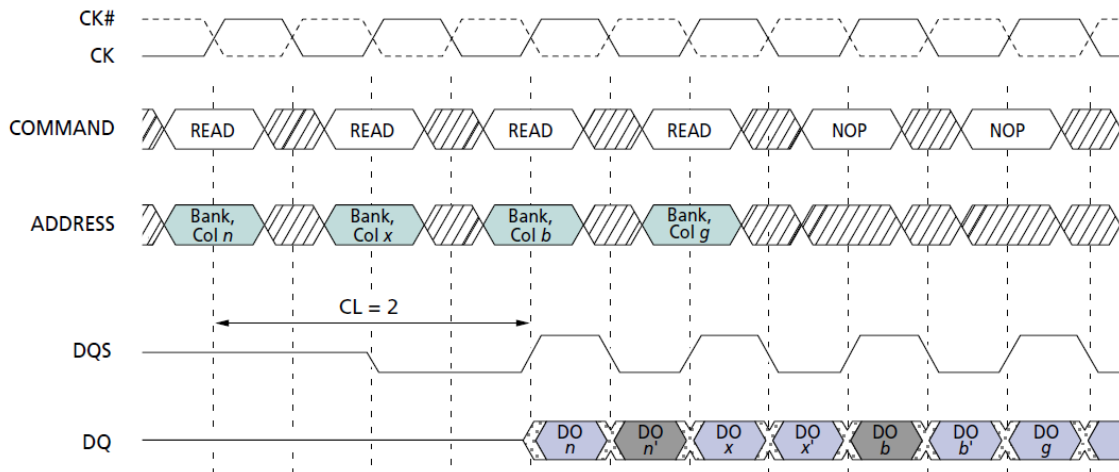 CK#
CK
COMMAND READ READ READ READ NOP NOP
ADDRESS Bank, Col n Bank, Col x Bank, Col b Bank, Col g
CL = 2
DQS
DQ DO n DO n' DO x DO x' DO b DO b' DO g